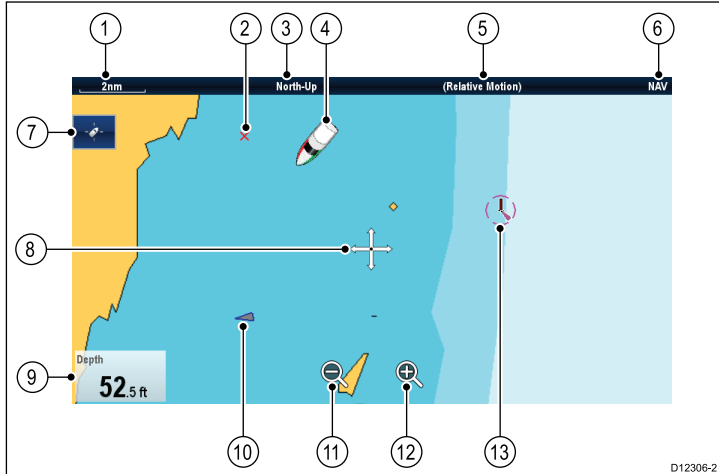 1 2 3 4 5 6
2nm North-Up (Relative Motion) NAV
7
8
Depth
9
52.5 ft
10 11 12 13
D12306-2